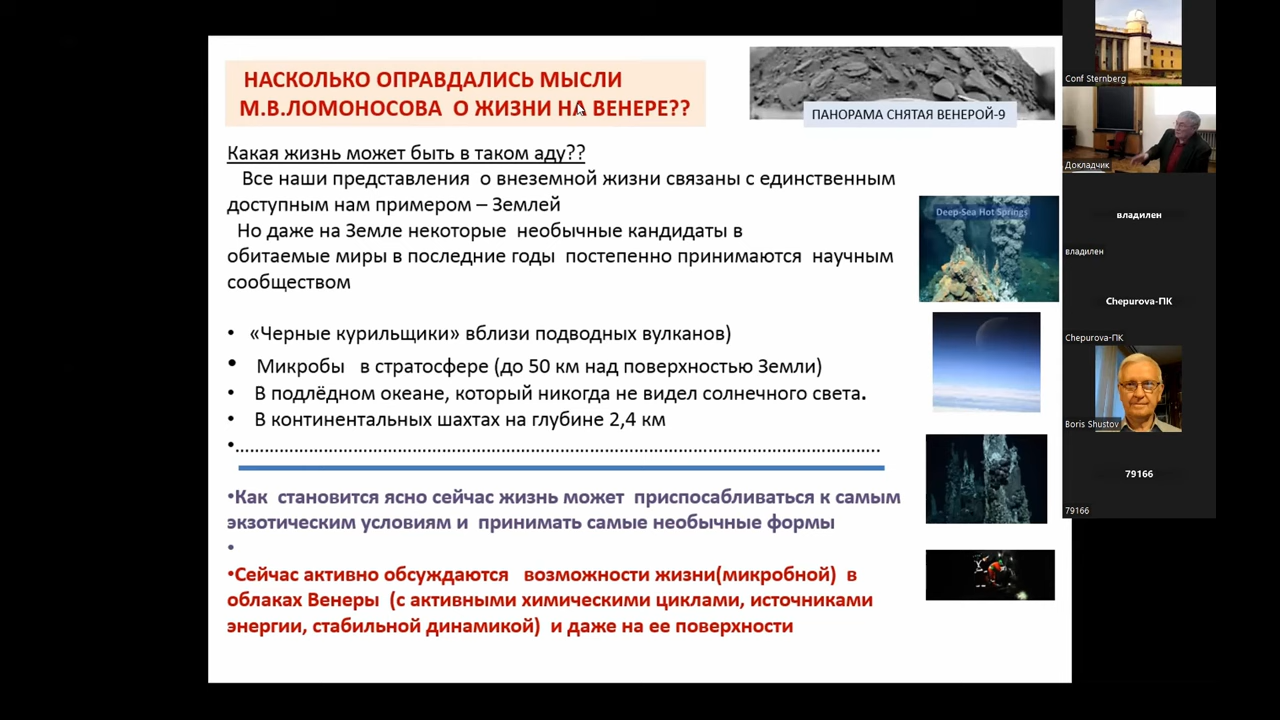 НАСКОЛЬКО ОПРАВДАЛИСЬ МЫСЛИ
М.В.ЛОМОНОСОВА О ЖИЗНИ НА ВЕНЕРЕ??
ПАНОРАМА СНЯТАЯ ВЕНЕРОЙ-9
Какая жизнь может быть в таком аду??
Все наши представления о внеземной жизни связаны с единственным
доступным нам примером – Землей
Но даже на Земле некоторые необычные кандидаты в
обитаемые миры в последние годы постепенно принимаются научным
сообществом
• «Черные курильщики» вблизи подводных вулканов)
• Микробы в стратосфере (до 50 км над поверхностью Земли)
• В подлёдном океане, который никогда не видел солнечного света.
• В континентальных шахтах на глубине 2,4 км
•……………………………………………………………………………………………..
•Как становится ясно сейчас жизнь может приспосабливаться к самым
экзотическим условиям и принимать самые необычные формы
•
•Сейчас активно обсуждаются возможности жизни(микробной) в
облаках Венеры (с активными химическими циклами, источниками
энергии, стабильной динамикой) и даже на ее поверхности
Deep-Sea Hot Springs
Conf Sternberg
Докладчик
владилен
владилен
Chepurova-ПК
Chepurova-ПК
Boris Shustov
79166
79166